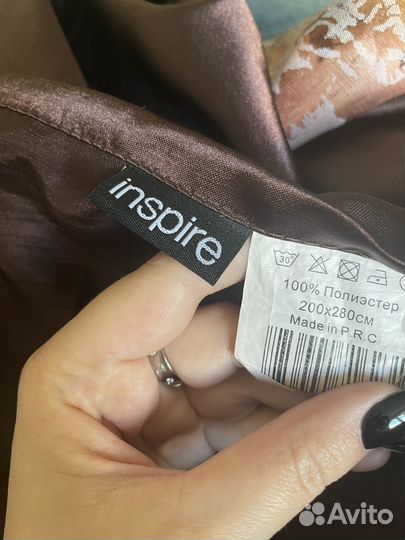 inspire
30°
100% Полиэстер
200x280см
Made in P.R.C
Avito